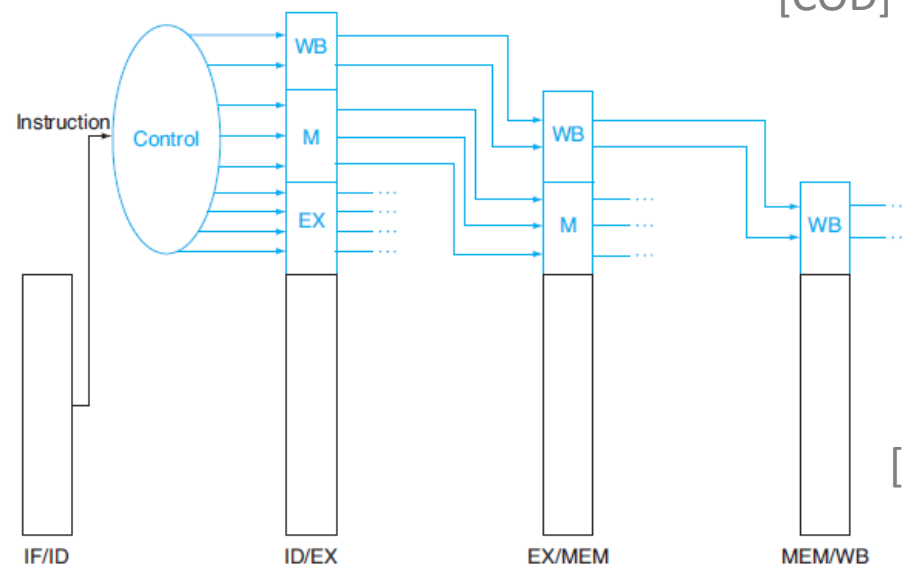 [COD]
WB
Instruction
Control
M
WB
EX
...
...
...
...
M
...
...
...
WB
...
...
[
IF/ID
ID/EX
EX/MEM
MEM/WB